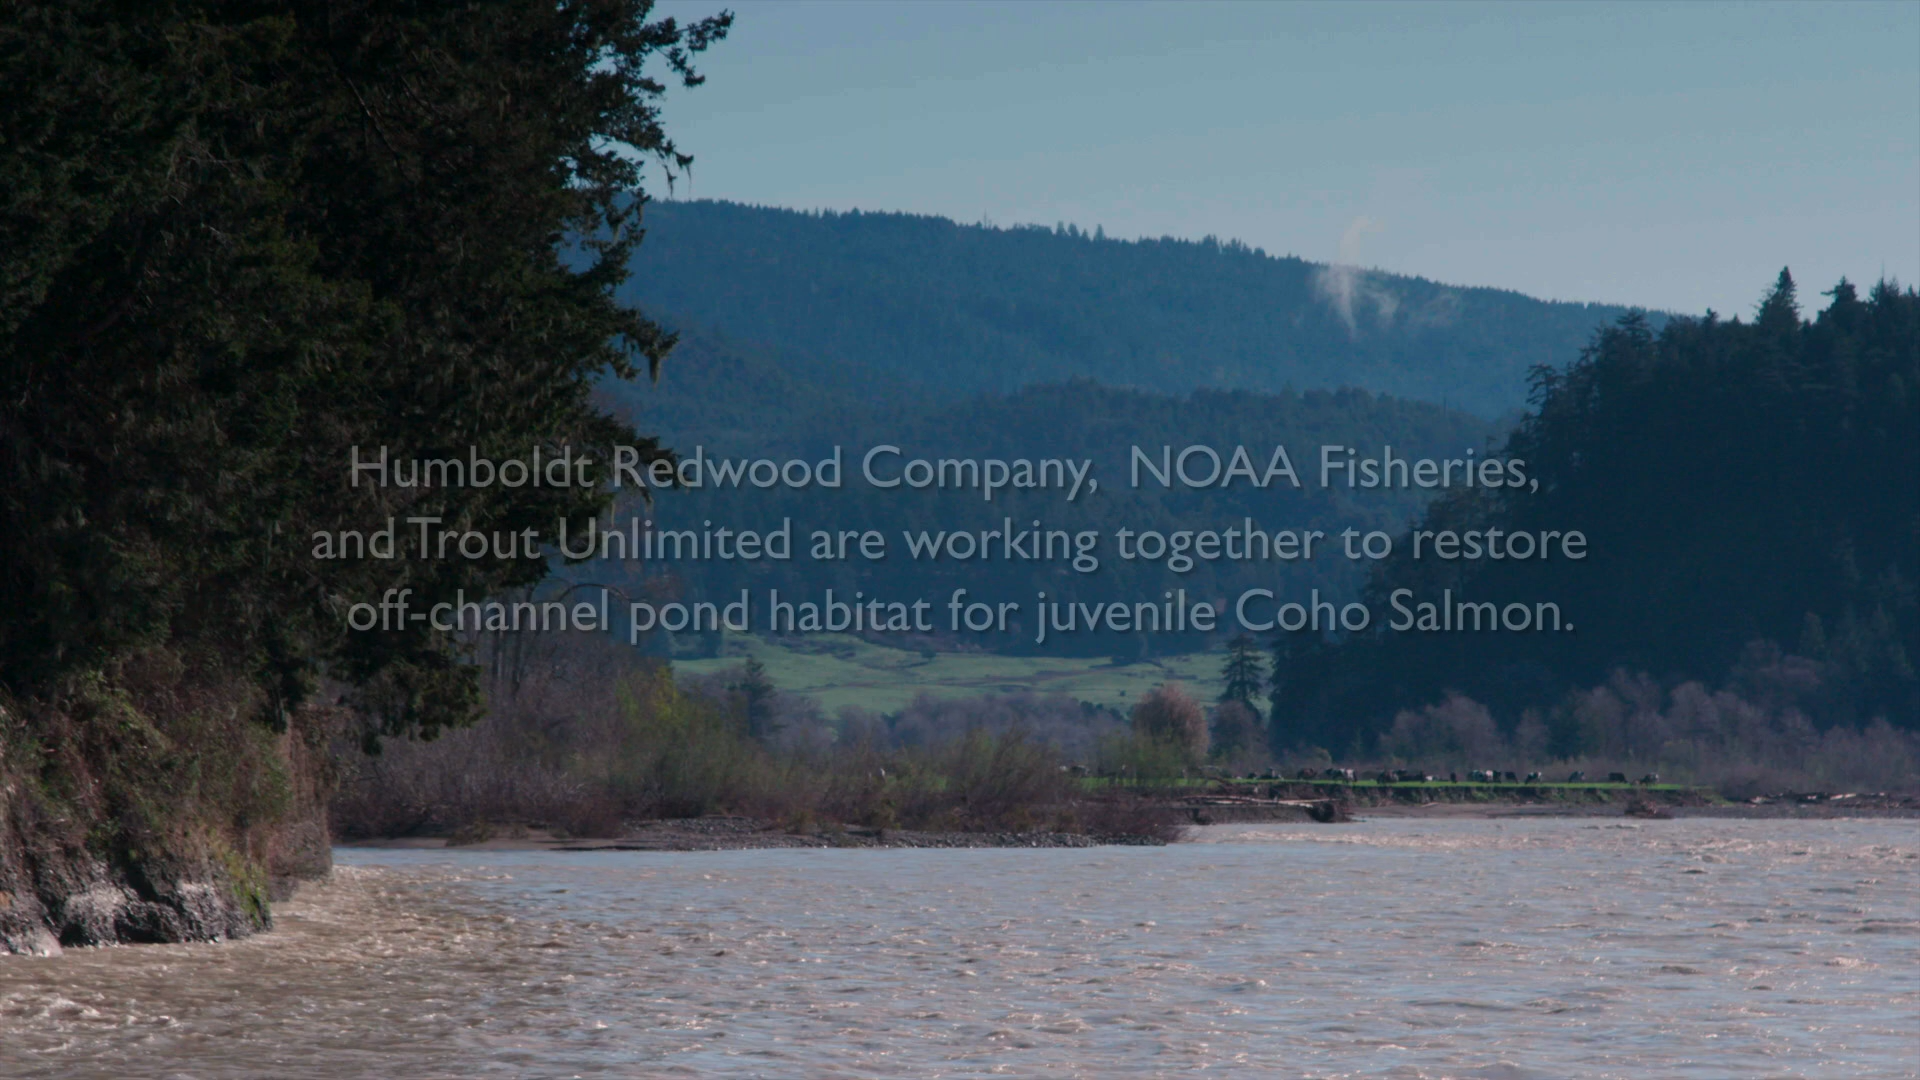 Humboldt Redwood Company, NOAA Fisheries,
and Trout Unlimited are working together to restore
off-channel pond habitat for juvenile Coho Salmon.